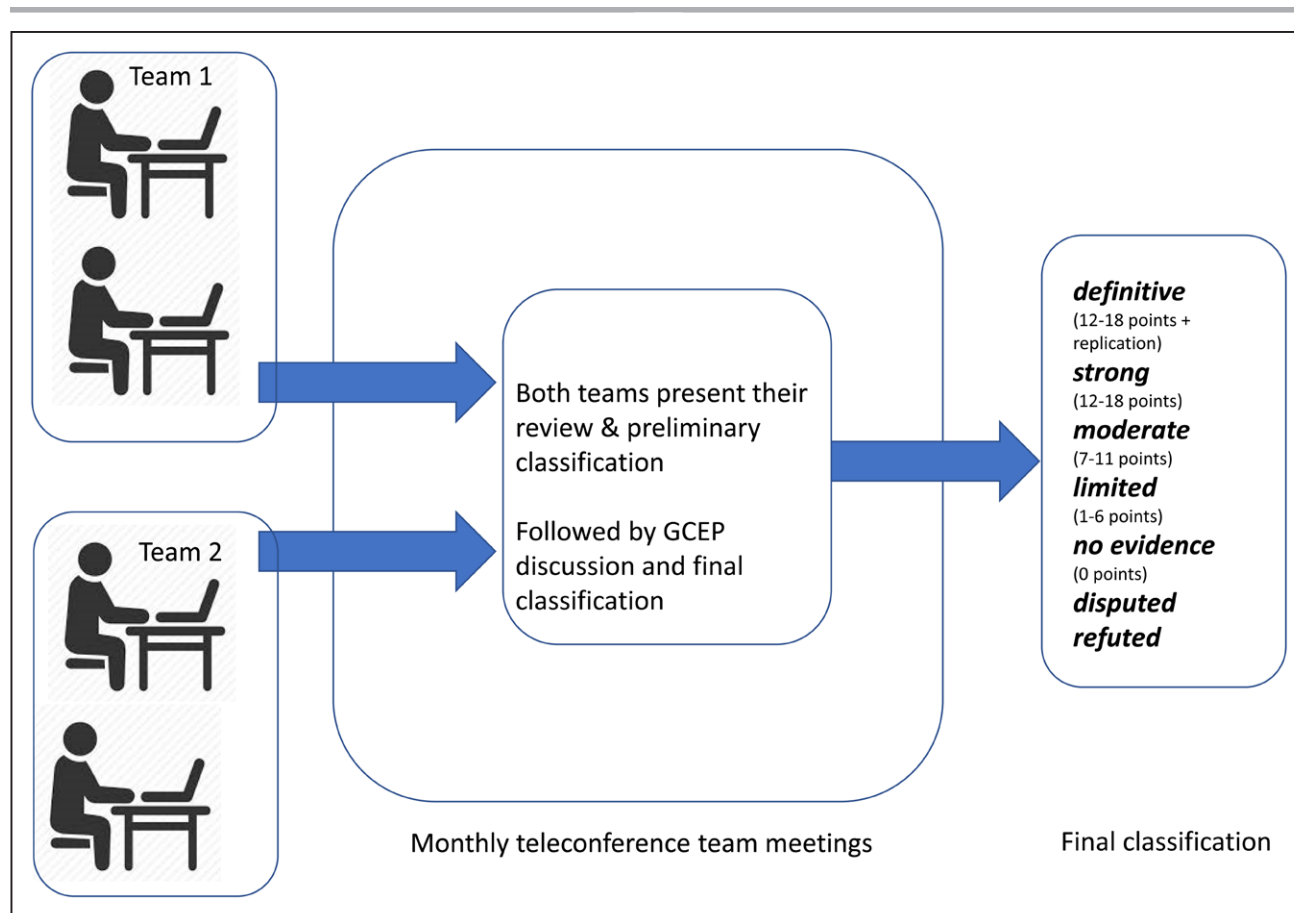 Team 1
Team 2
Both teams present their
review & preliminary
classification
Followed by GCEP
discussion and final
classification
Monthly teleconference team meetings
definitive
(12-18 points +
replication)
strong
(12-18 points)
moderate
(7-11 points)
limited
(1-6 points)
no evidence
(0 points)
disputed
refuted
Final classification